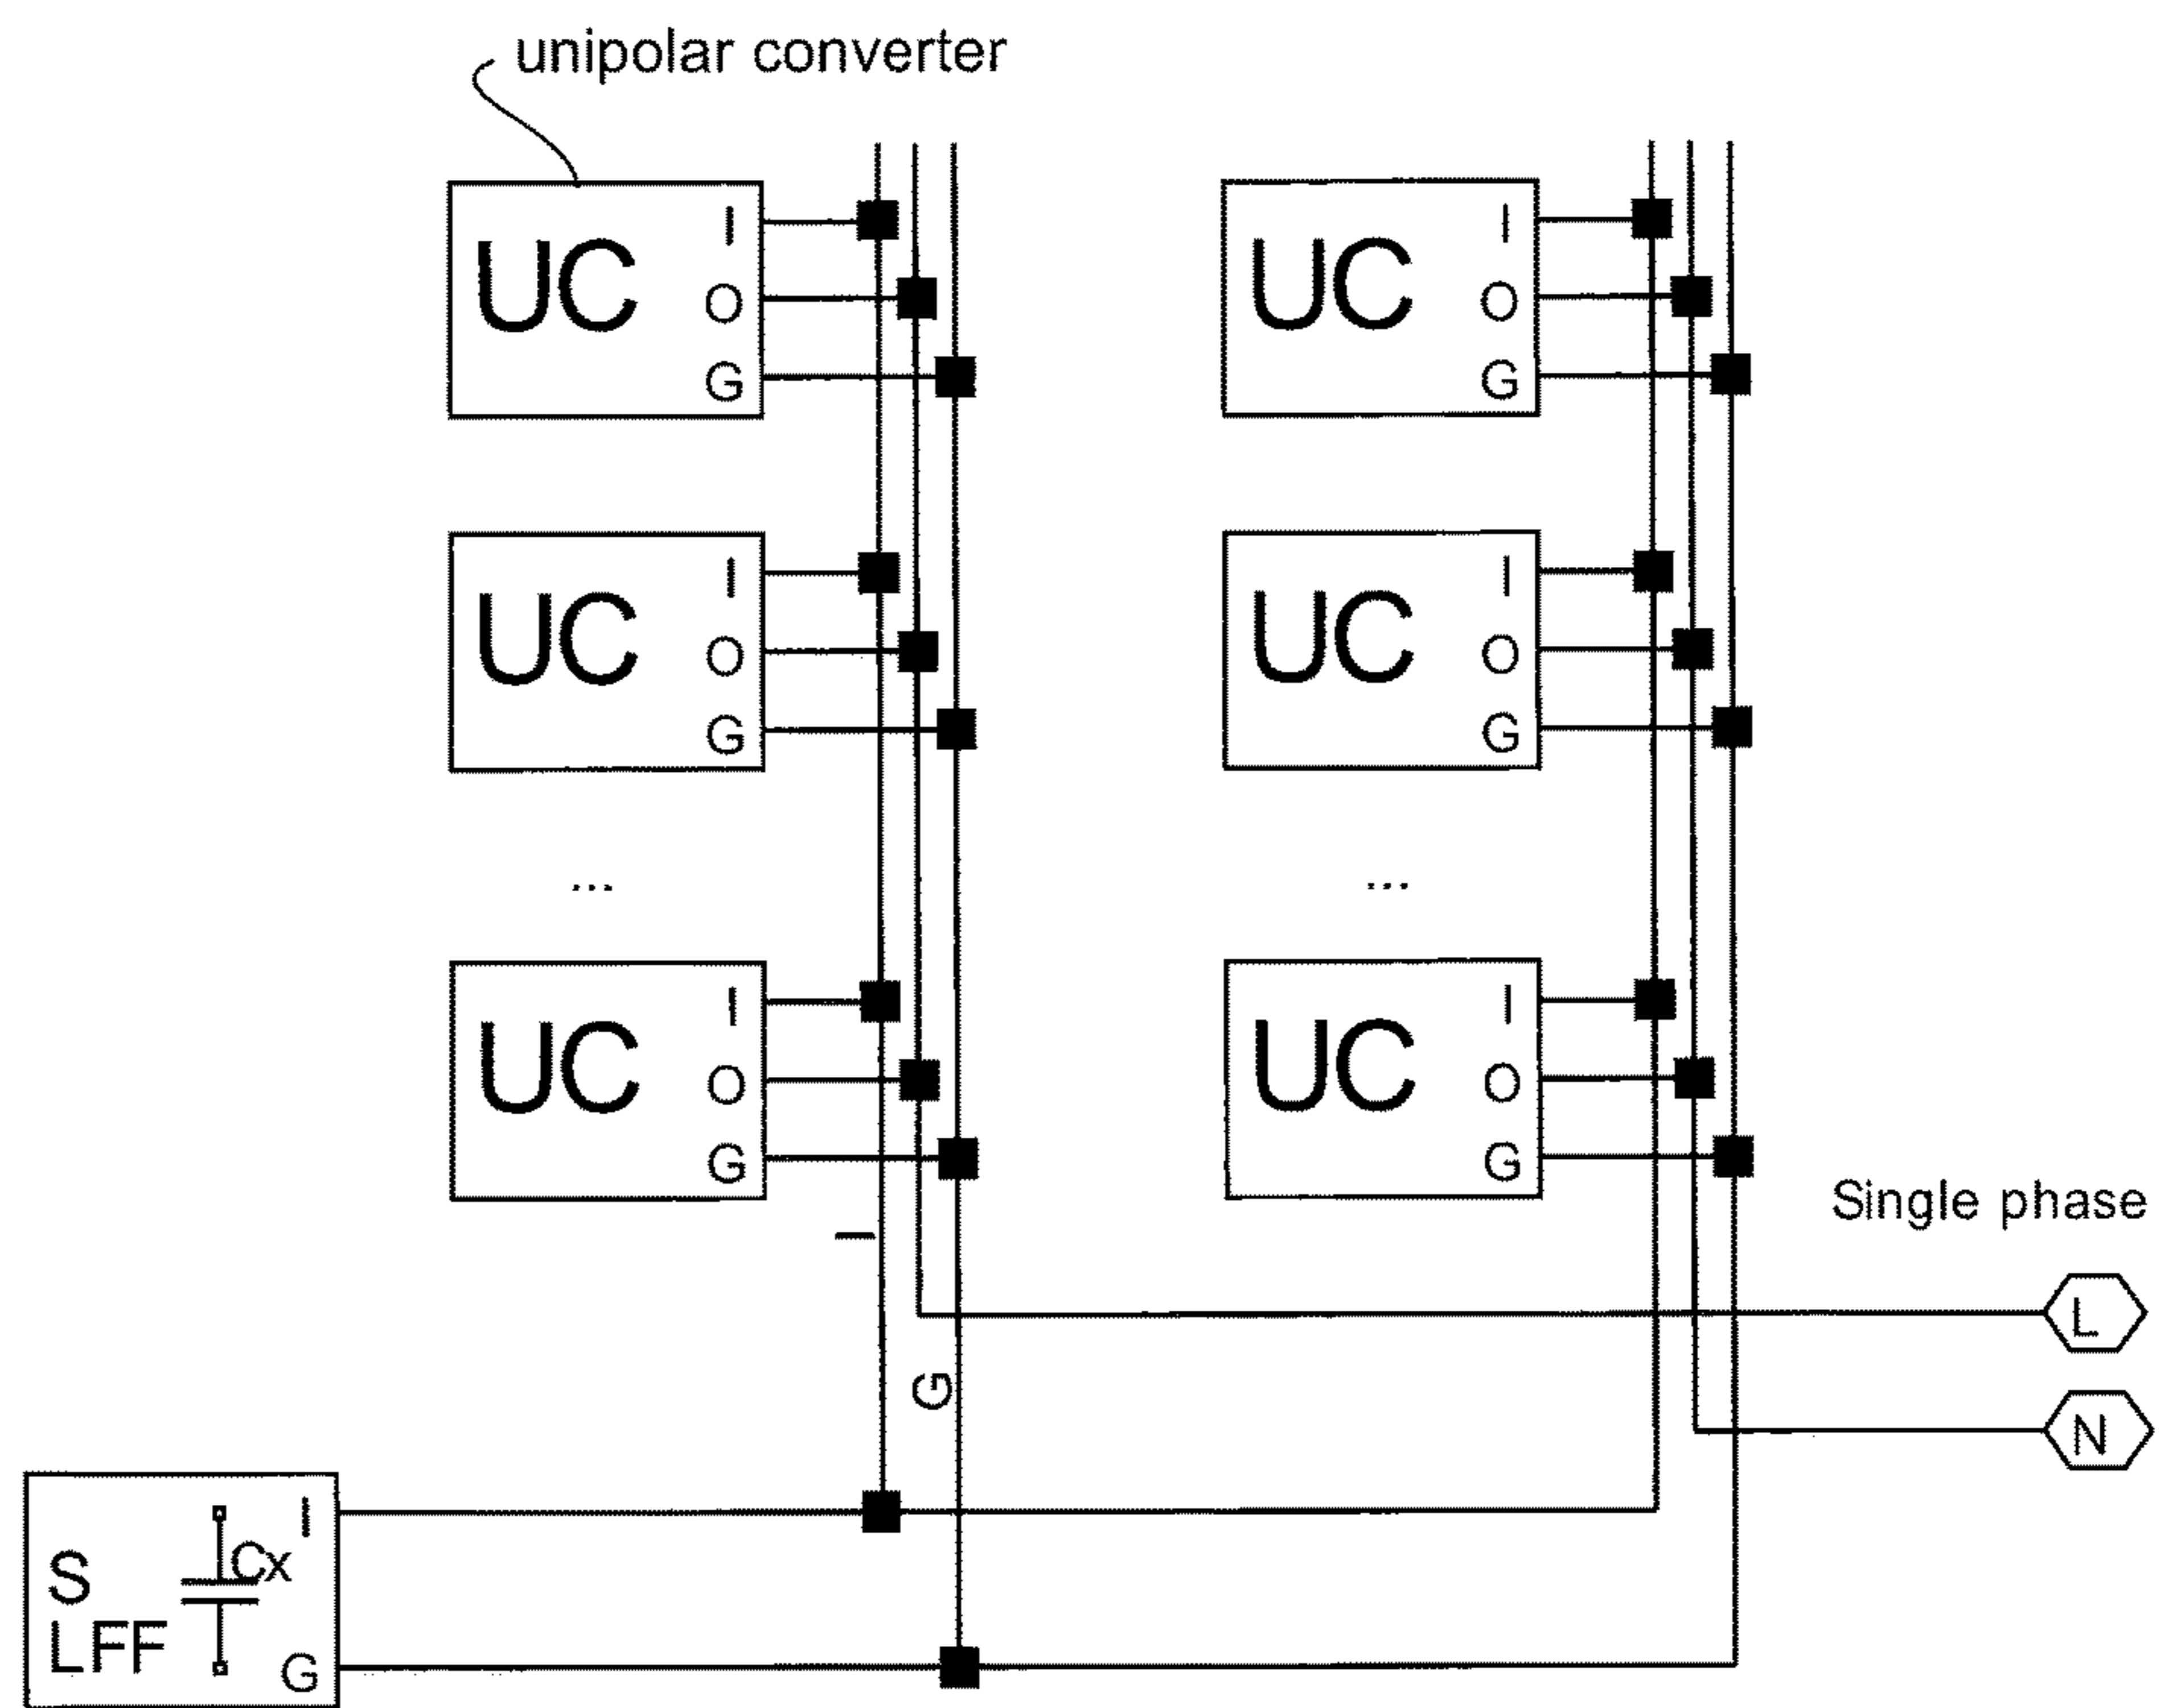 unipolar converter
UC I O G
UC I O G
UC I O G
UC I O G
... ...
UC I O G
UC I O G
I
Single phase
L
G
N
S LFF Cx I G